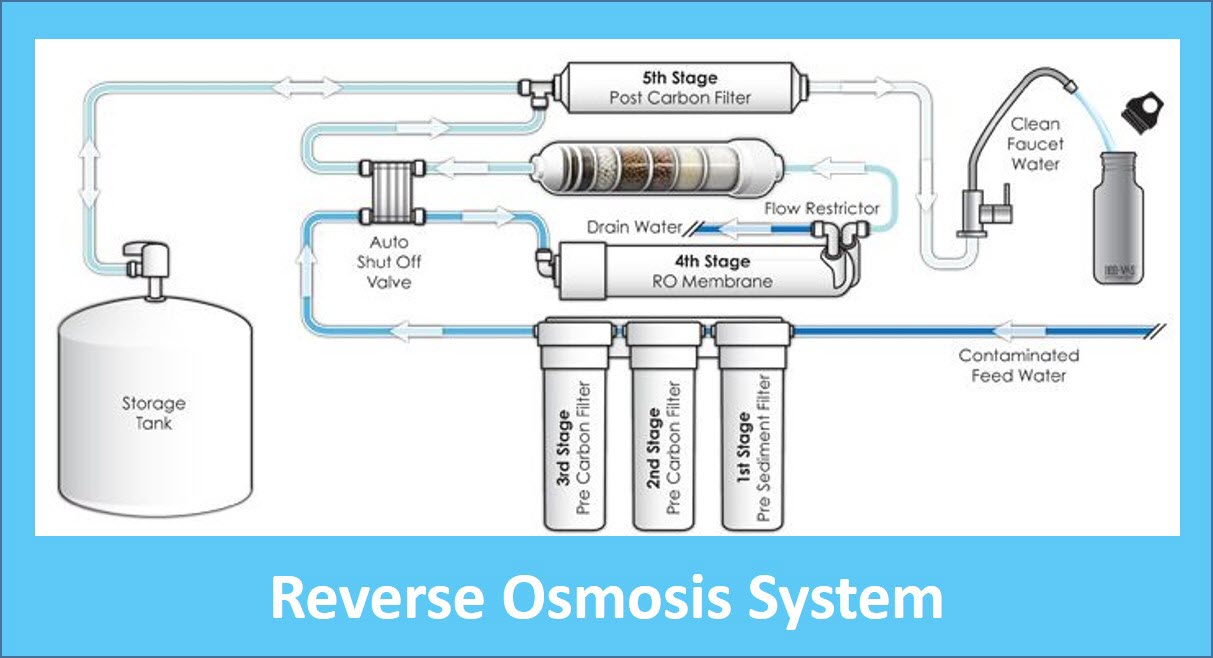 5th Stage
Post Carbon Filter
Clean
Faucet
Water
Flow Restrictor
Drain Water
Auto
Shut Off
Valve
4th Stage
RO Membrane
Contaminated
Feed Water
Storage
Tank
3rd Stage
Pre Carbon Filter
2nd Stage
Pre Carbon Filter
1st Stage
Pre Sediment Filter
Reverse Osmosis System